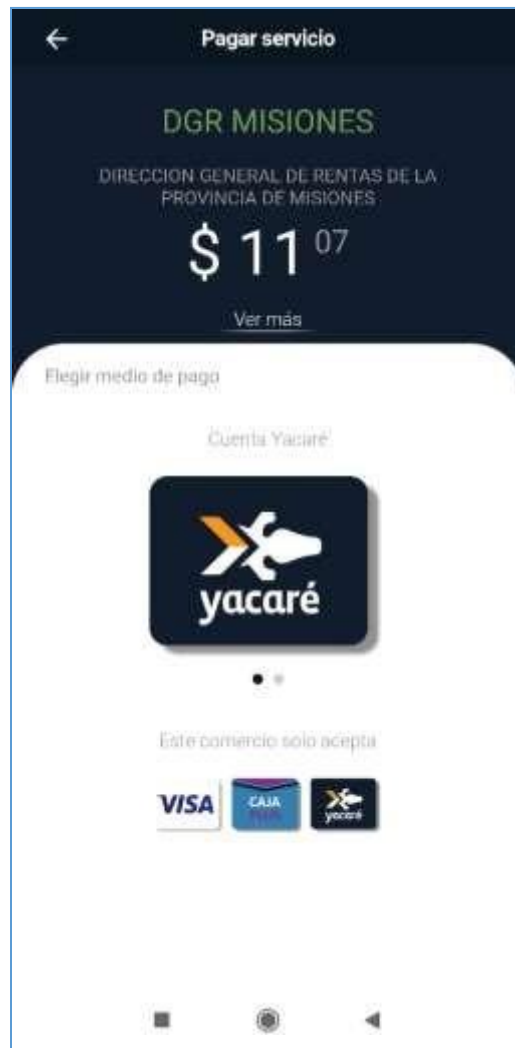 Pagar servicio
DGR MISIONES
DIRECCION GENERAL DE RENTAS DE LA
PROVINCIA DE MISIONES
$ 11 07
Ver más
Elegir medio de pago
Cuenta Yacaré
yacaré
Este comercio solo acepta
VISA
CAJA
yacaré